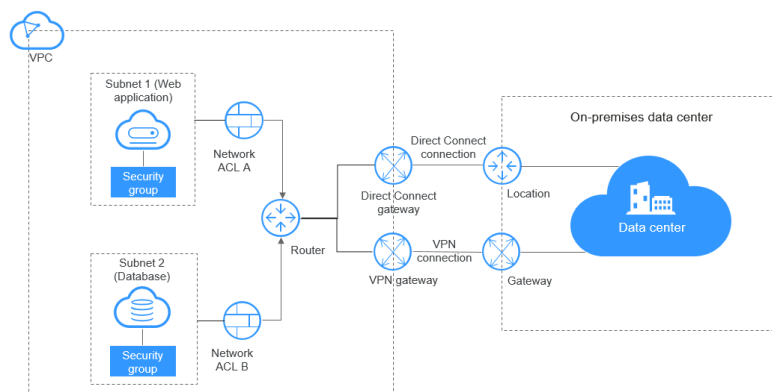 VPC
Subnet 1 (Web
application)
Security
group
Network
ACL A
Subnet 2
(Database)
Security
group
Network
ACL B
Router
Direct Connect
gateway
VPN gateway
Direct Connect
connection
VPN
connection
On-premises data center
Location
Gateway
Data center